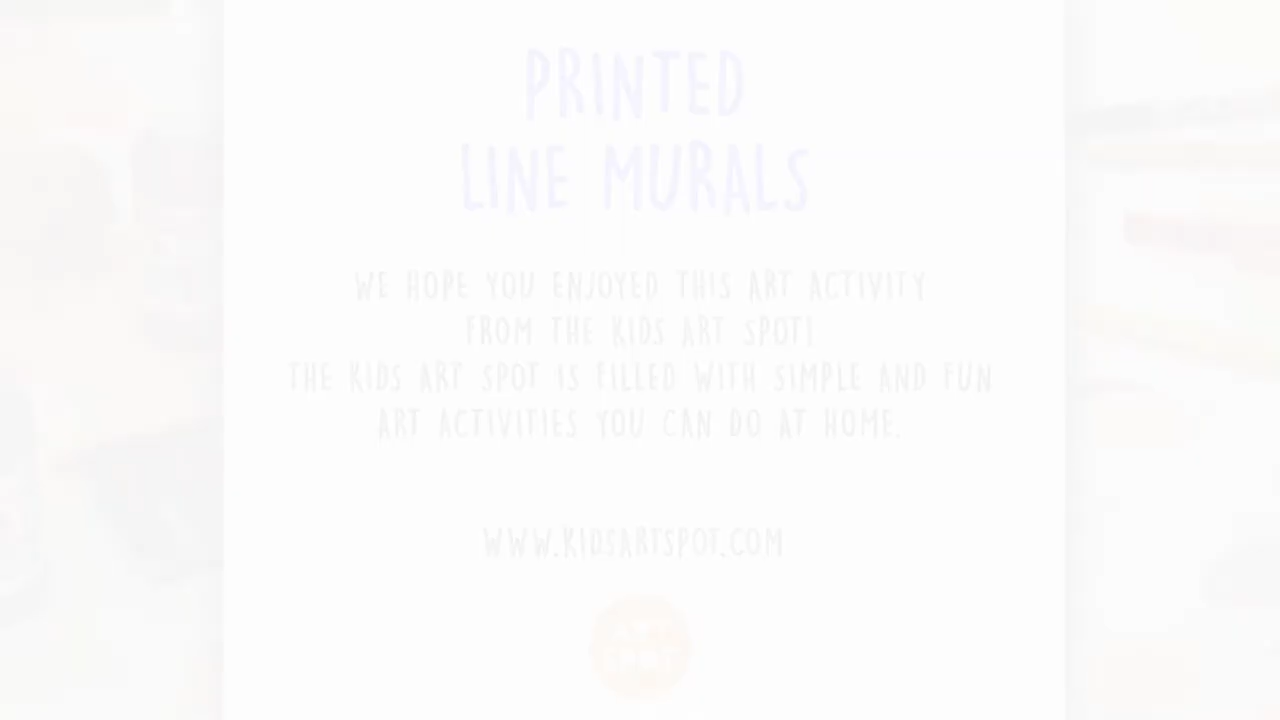 PRINTED
LINE MURALS
WE HOPE YOU ENJOYED THIS ART ACTIVITY
FROM THE KIDS ART SPOT!
THE KIDS ART SPOT IS FILLED WITH SIMPLE AND FUN
ART ACTIVITIES YOU CAN DO AT HOME.
WWW.KIDSARTSPOT.COM